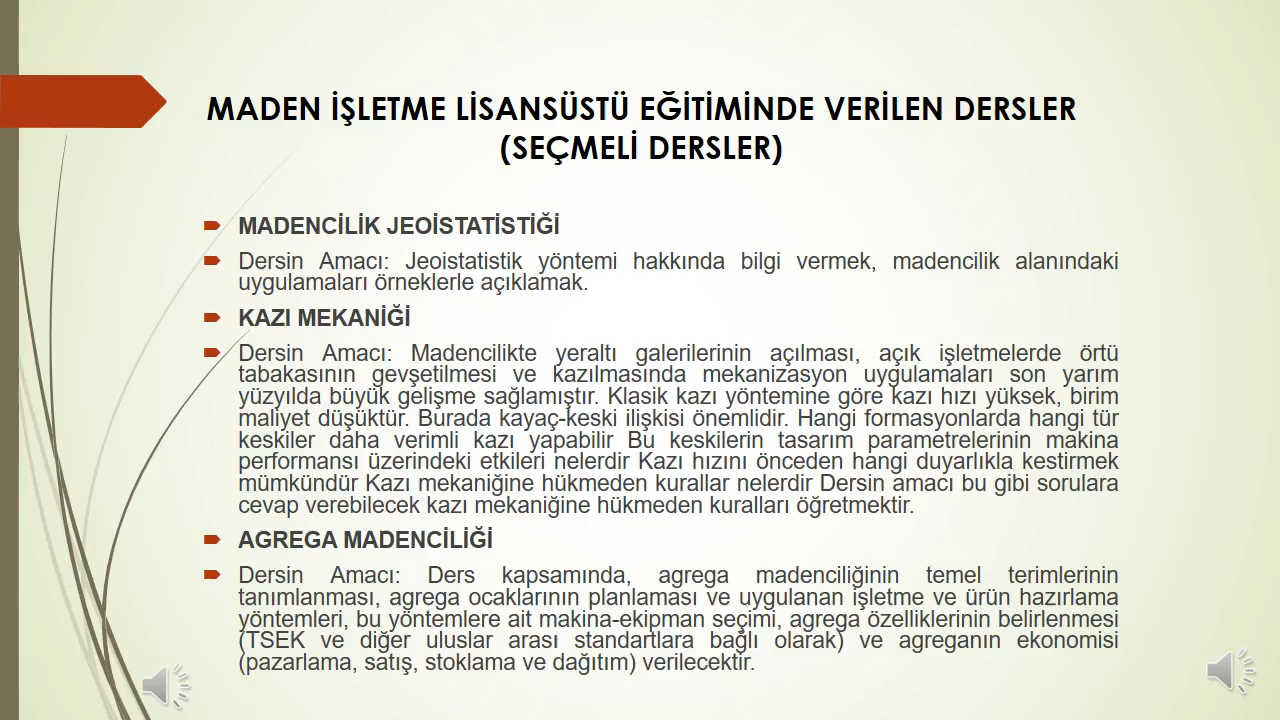 MADEN İŞLETME LİSANSÜSTÜ EĞİTİMİNDE VERİLEN DERSLER
(SEÇMELİ DERSLER)
MADENCİLİK JEOİSTATİSTİĞİ
Dersin Amacı: Jeoistatistik yöntemi hakkında bilgi vermek, madencilik alanındaki
uygulamaları örneklerle açıklamak.
KAZI MEKANİĞİ
Dersin Amacı: Madencilikte yeraltı galerilerinin açılması, açık işletmelerde örtü
tabakasının gevşetilmesi ve kazılmasında mekanizasyon uygulamaları son yarım
yüzyılda büyük gelişme sağlamıştır. Klasik kazı yöntemine göre kazı hızı yüksek, birim
maliyet düşüktür. Burada kayaç-keski ilişkisi önemlidir. Hangi formasyonlarda hangi tür
keskiler daha verimli kazı yapabilir Bu keskilerin tasarım parametrelerinin makina
performansı üzerindeki etkileri nelerdir Kazı hızını önceden hangi duyarlıkla kestirmek
mümkündür Kazı mekaniğine hükmeden kurallar nelerdir Dersin amacı bu gibi sorulara
cevap verebilecek kazı mekaniğine hükmeden kuralları öğretmektir.
AGREGA MADENCİLİĞİ
Dersin Amacı: Ders kapsamında, agrega madenciliğinin temel terimlerinin
tanımlanması, agrega ocaklarının planlaması ve uygulanan işletme ve ürün hazırlama
yöntemleri, bu yöntemlere ait makina-ekipman seçimi, agrega özelliklerinin belirlenmesi
(TSEK ve diğer uluslar arası standartlara bağlı olarak) ve agreganın ekonomisi
(pazarlama, satış, stoklama ve dağıtım) verilecektir.